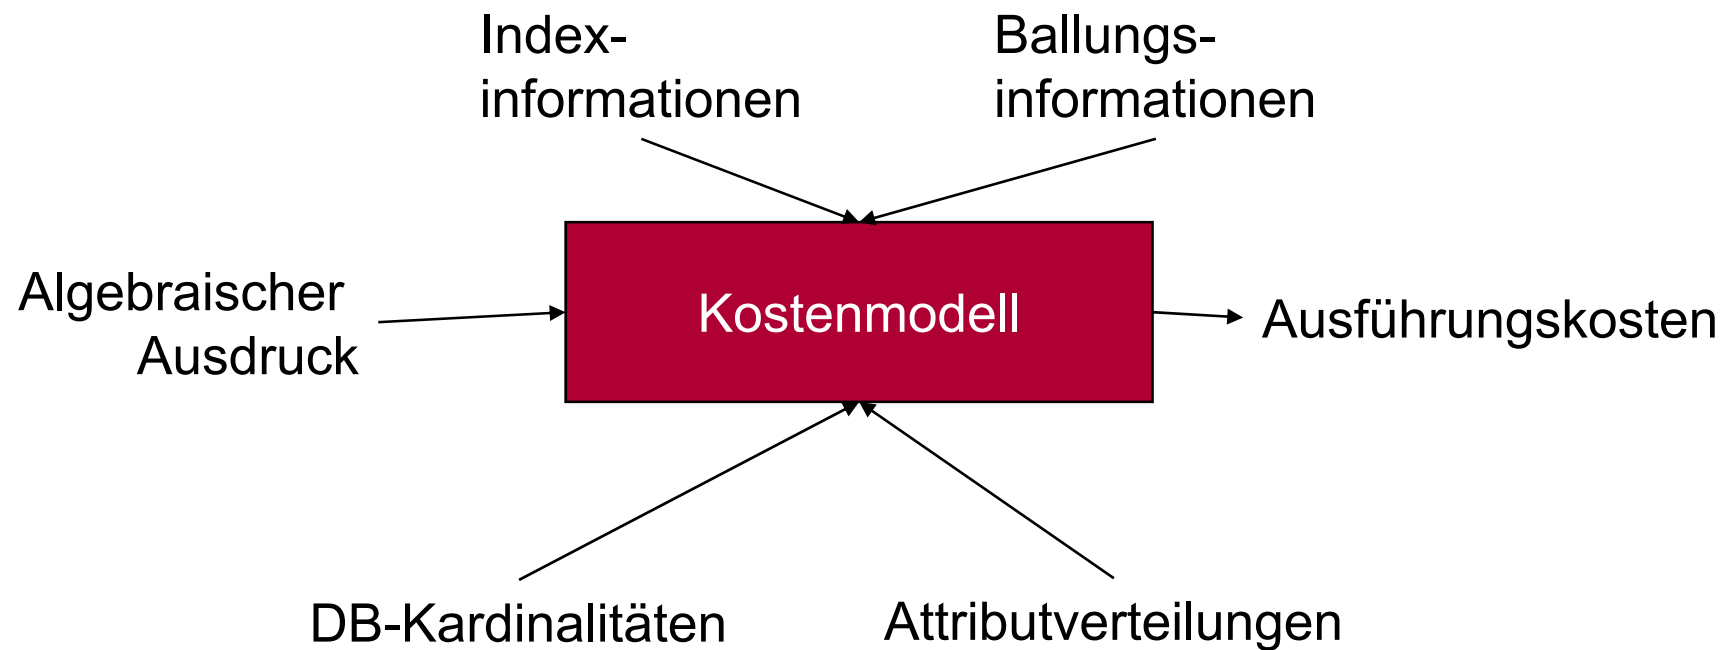 Index-
informationen
Ballungs-
informationen
Algebraischer
Ausdruck
Kostenmodell
Ausführungskosten
DB-Kardinalitäten
Attributverteilungen